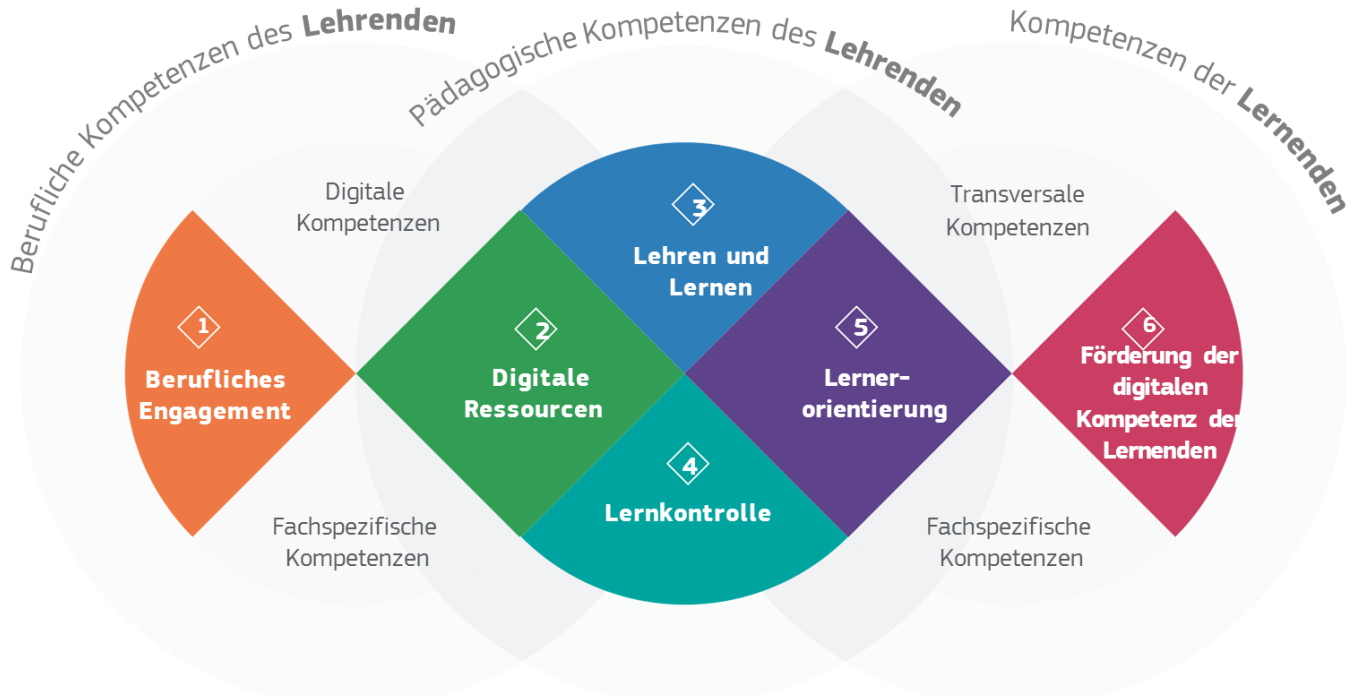 Berufliche Kompetenzen des Lehrenden
Pädagogische Kompetenzen des Lehrenden
Kompetenzen der Lernenden
Digitale
Kompetenzen
Transversale
Kompetenzen
1
Berufliches
Engagement
2
Digitale
Ressourcen
3
Lehren und
Lernen
4
Lernkontrolle
5
Lerner-
orientierung
6
Förderung der
digitalen
Kompetenz der
Lernenden
Fachspezifische
Kompetenzen
Fachspezifische
Kompetenzen